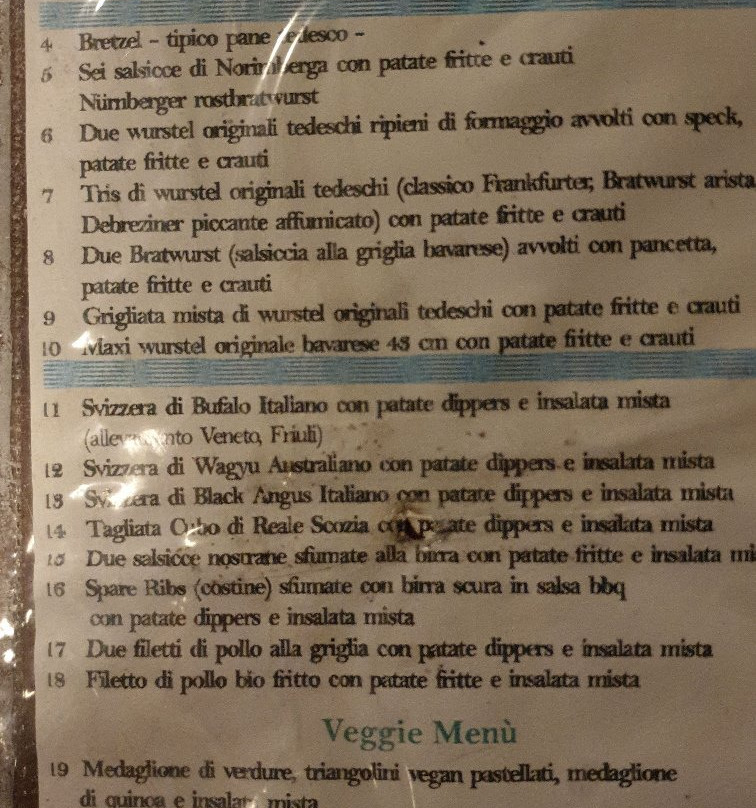 4 Bretzel - tipico pane tedesco -
5 Sei salsicce di Norimberga con patate fritte e crauti
Nürnberger rostbratwurst
6 Due wurstel originali tedeschi ripieni di formaggio avvolti con speck,
patate fritte e crauti
7 Tris di wurstel originali tedeschi (classico Frankfurter, Bratwurst arista
Debreziner piccante affumicato) con patate fritte e crauti
8 Due Bratwurst (salsiccia alla griglia bavarese) avvolti con pancetta,
patate fritte e crauti
9 Grigliata mista di wurstel originali tedeschi con patate fritte e crauti
10 Maxi wurstel originale bavarese 43 cm con patate fritte e crauti
11 Svizzera di Bufalo Italiano con patate dippers e insalata mista
(allevamento Veneto, Friuli)
12 Svizzera di Wagyu Australiano con patate dippers e insalata mista
13 Svizzera di Black Angus Italiano con patate dippers e insalata mista
14 Tagliata Cubo di Reale Scozia con patate dippers e insalata mista
15 Due salsicce nostrane sfumate alla birra con patate fritte e insalata mi
16 Spare Ribs (costine) sfumate con birra scura in salsa bbq
con patate dippers e insalata mista
17 Due filetti di pollo alla griglia con patate dippers e insalata mista
18 Filetto di pollo bio fritto con patate fritte e insalata mista
Veggie Menù
19 Medaglione di verdure, triangolini vegan pastellati, medaglione
di quinoa e insalata mista